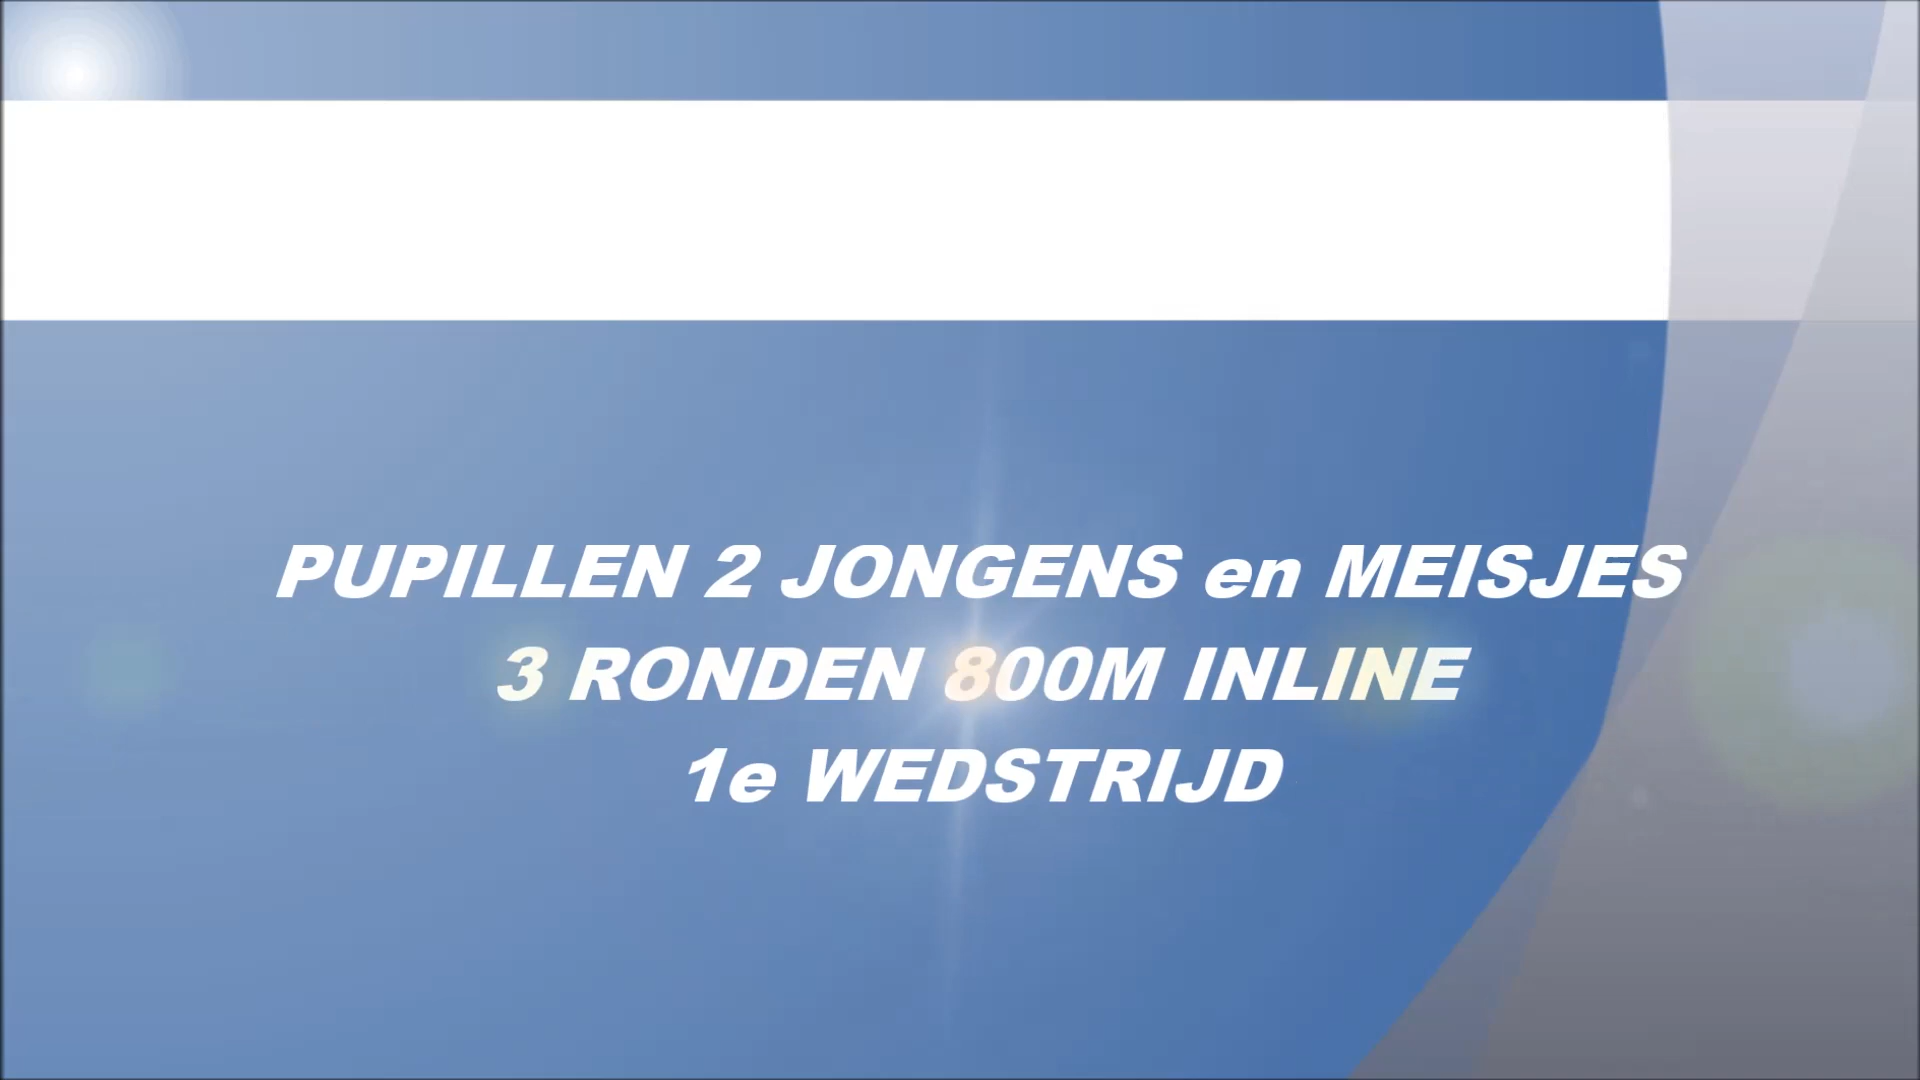 PUPILLEN 2 JONGENS en MEISJES
3 RONDEN 800M INLINE
1e WEDSTRIJD